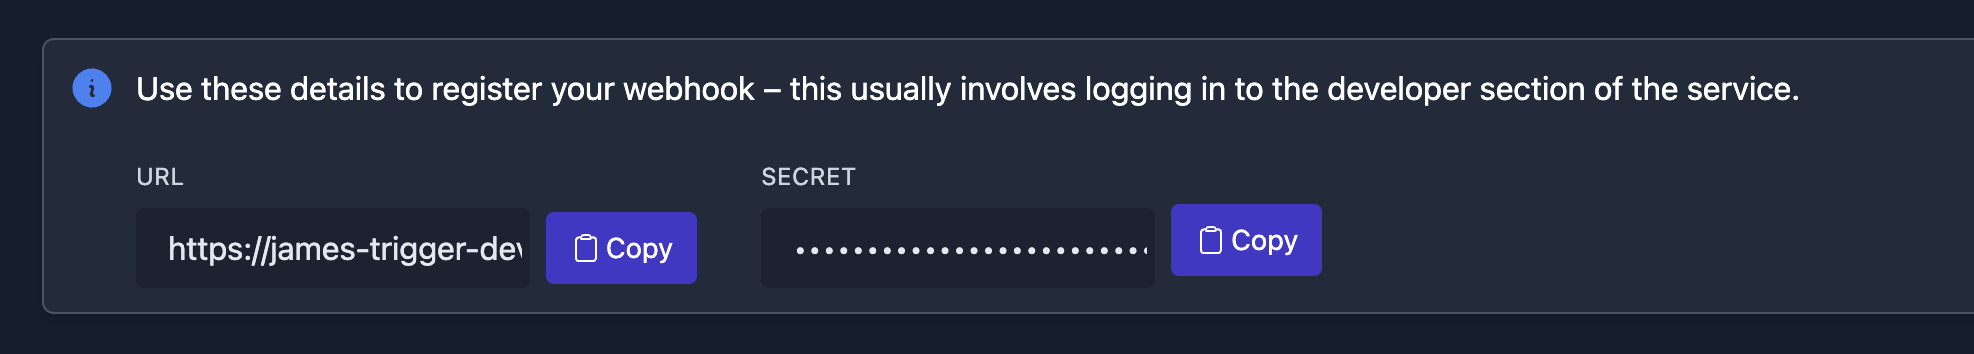 Use these details to register your webhook – this usually involves logging in to the developer section of the service.
URL
SECRET
https://james-trigger-dev
Copy
••••••••••••••••••••••••
Copy